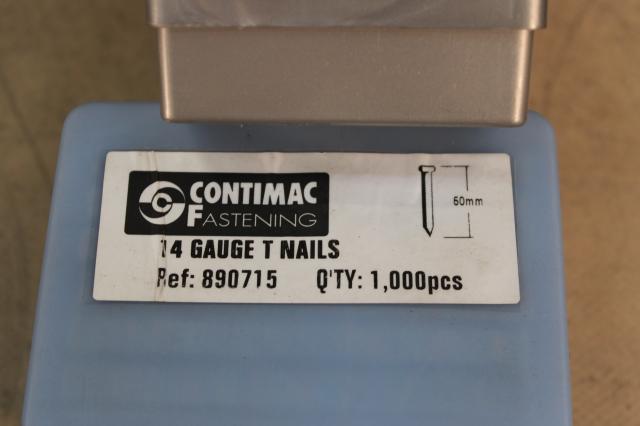 CONTIMAC
FASTENING
14 GAUGE T NAILS
Ref: 890715 Q'TY: 1,000pcs
50mm